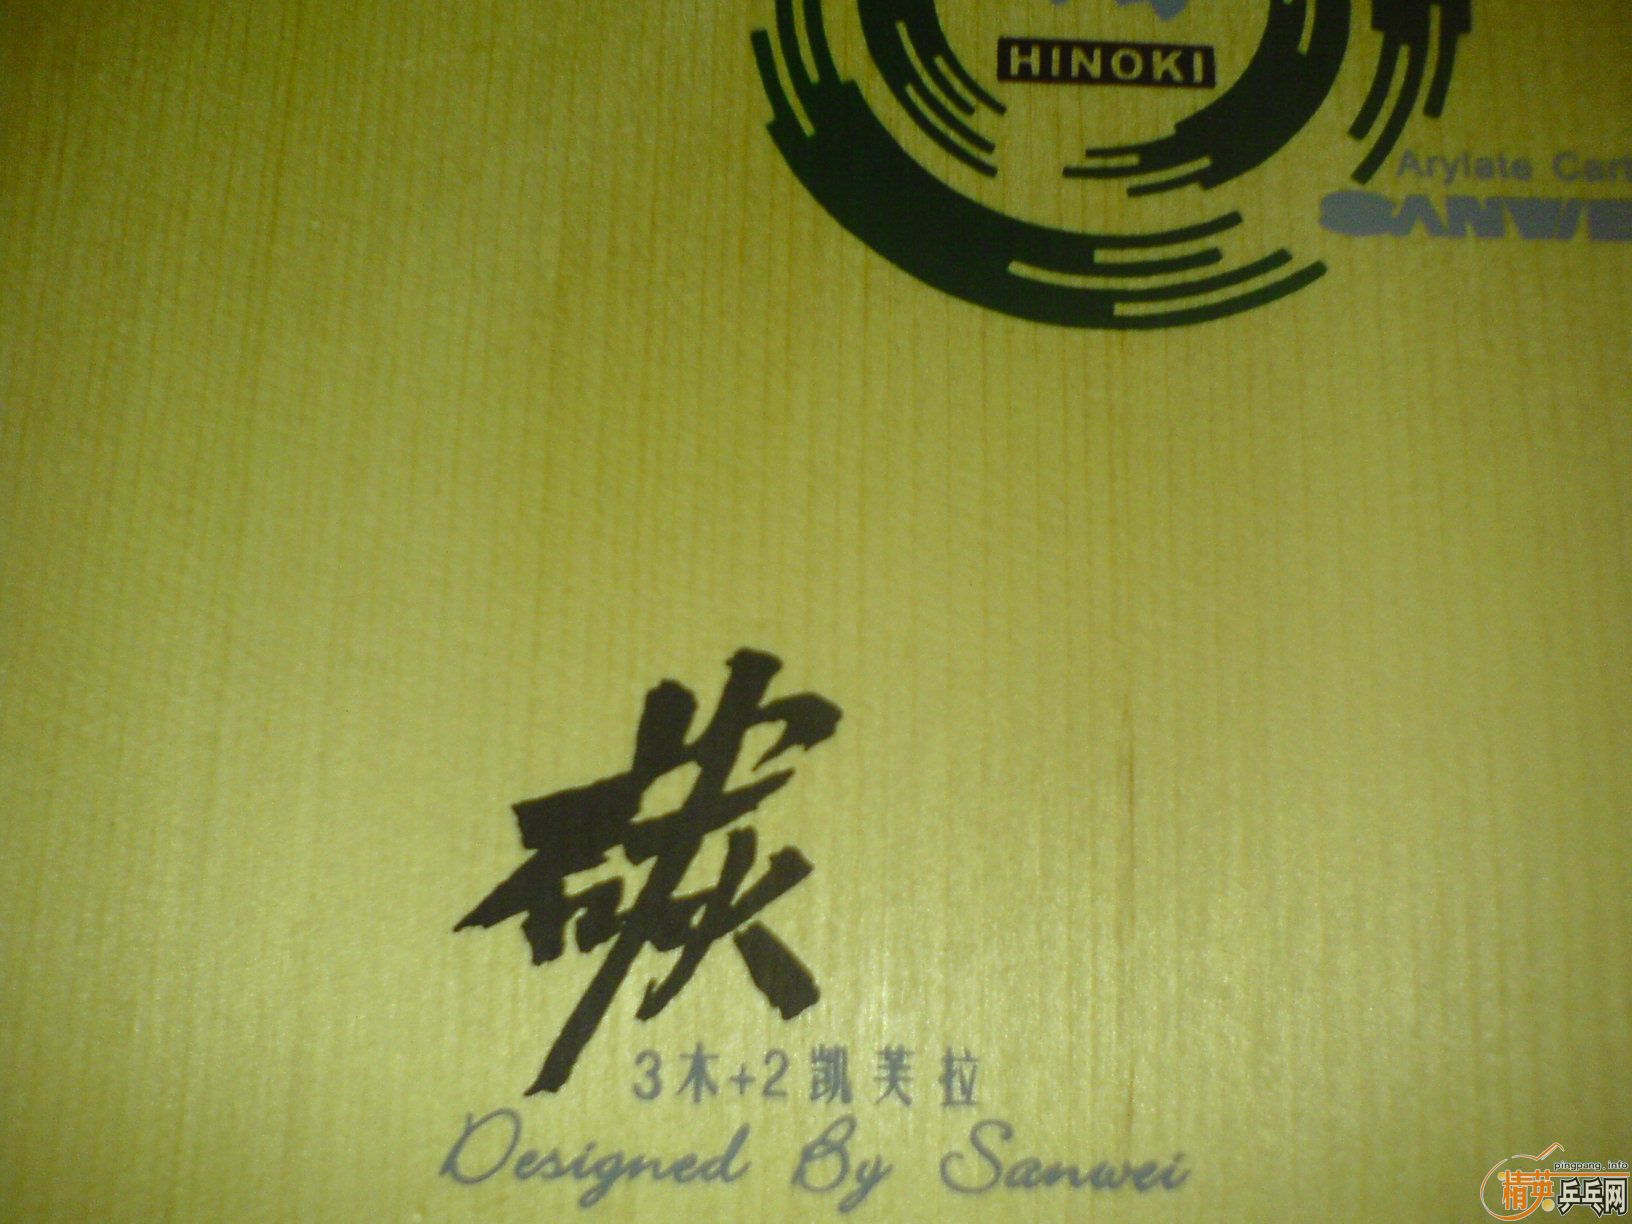 HINOKI
Arylate
SANWE
碳
3木+2凯芙拉
Designed By Sanwei
pingpang.info
精英乒乓网